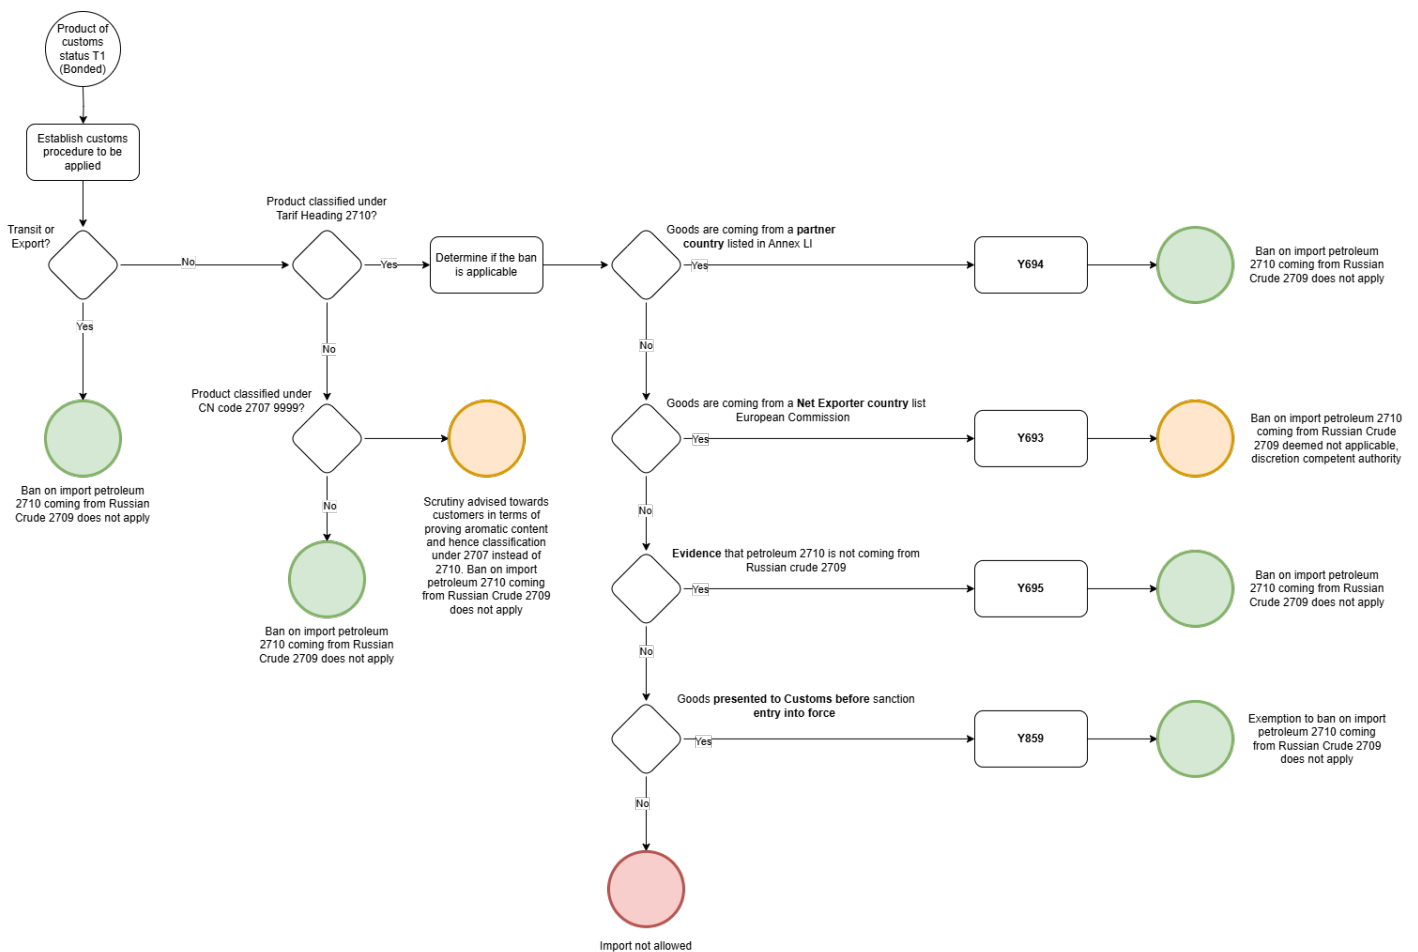 Product of
customs
status T1
(Bonded)
Establish customs
procedure to be
applied
Transit or
Export?
No
Yes
Ban on import petroleum
2710 coming from Russian
Crude 2709 does not apply
Product classified under
Tarif Heading 2710?
Yes
No
Determine if the ban
is applicable
Product classified under
CN code 2707 9999?
No
Ban on import petroleum
2710 coming from Russian
Crude 2709 does not apply
Scrutiny advised towards
customers in terms of
proving aromatic content
and hence classification
under 2707 instead of
2710. Ban on import
petroleum 2710 coming
from Russian Crude 2709
does not apply
Goods are coming from a partner
country listed in Annex LI
Yes
Y694
Ban on import petroleum
2710 coming from Russian
Crude 2709 does not apply
No
Goods are coming from a Net Exporter country list
European Commission
Yes
Y693
Ban on import petroleum 2710
coming from Russian Crude
2709 deemed not applicable,
discretion competent authority
No
Evidence that petroleum 2710 is not coming from
Russian crude 2709
Yes
Y695
Ban on import petroleum
2710 coming from Russian
Crude 2709 does not apply
No
Goods presented to Customs before sanction
entry into force
Yes
Y859
Exemption to ban on import
petroleum 2710 coming
from Russian Crude 2709
does not apply
No
Import not allowed